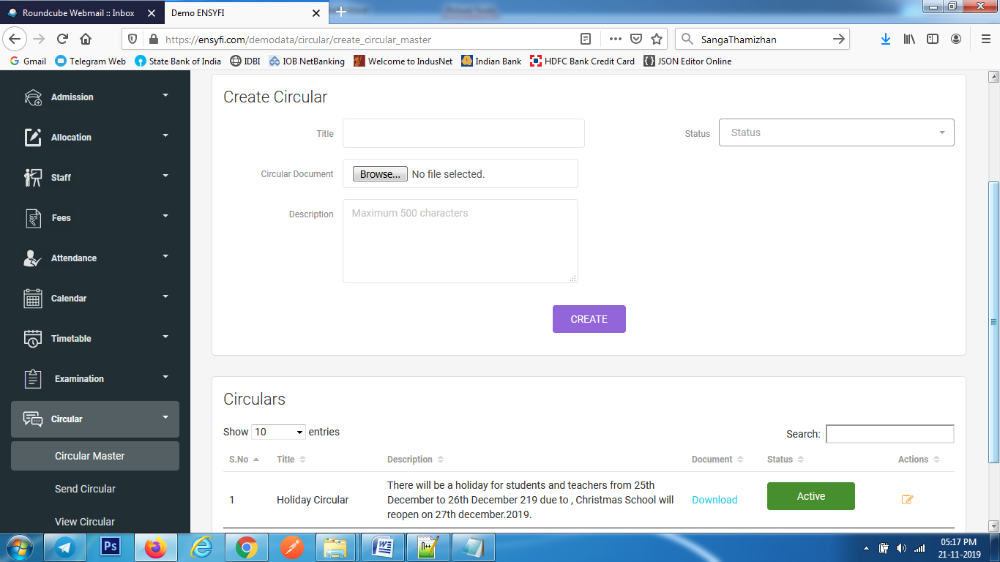 Roundcube Webmail :: Inbox
Demo ENSYFI
https://ensyfi.com/demodata/circular/create_circular_master
SangaThamizhan
Gmail
Telegram Web
State Bank of India
IDBI
IOB NetBanking
Welcome to IndusNet
Indian Bank
HDFC Bank Credit Card
JSON Editor Online
Admission
Allocation
Staff
Fees
Attendance
Calendar
Timetable
Examination
Circular
Circular Master
Send Circular
View Circular
Create Circular
Title
Status
Status
Circular Document
Browse...
No file selected.
Description
Maximum 500 characters
CREATE
Circulars
Show 10 entries
Search:
S.No
Title
Description
Document
Status
Actions
1
Holiday Circular
There will be a holiday for students and teachers from 25th
December to 26th December 219 due to , Christmas School will
reopen on 27th december.2019.
Download
Active
Ps
05:17 PM
21-11-2019